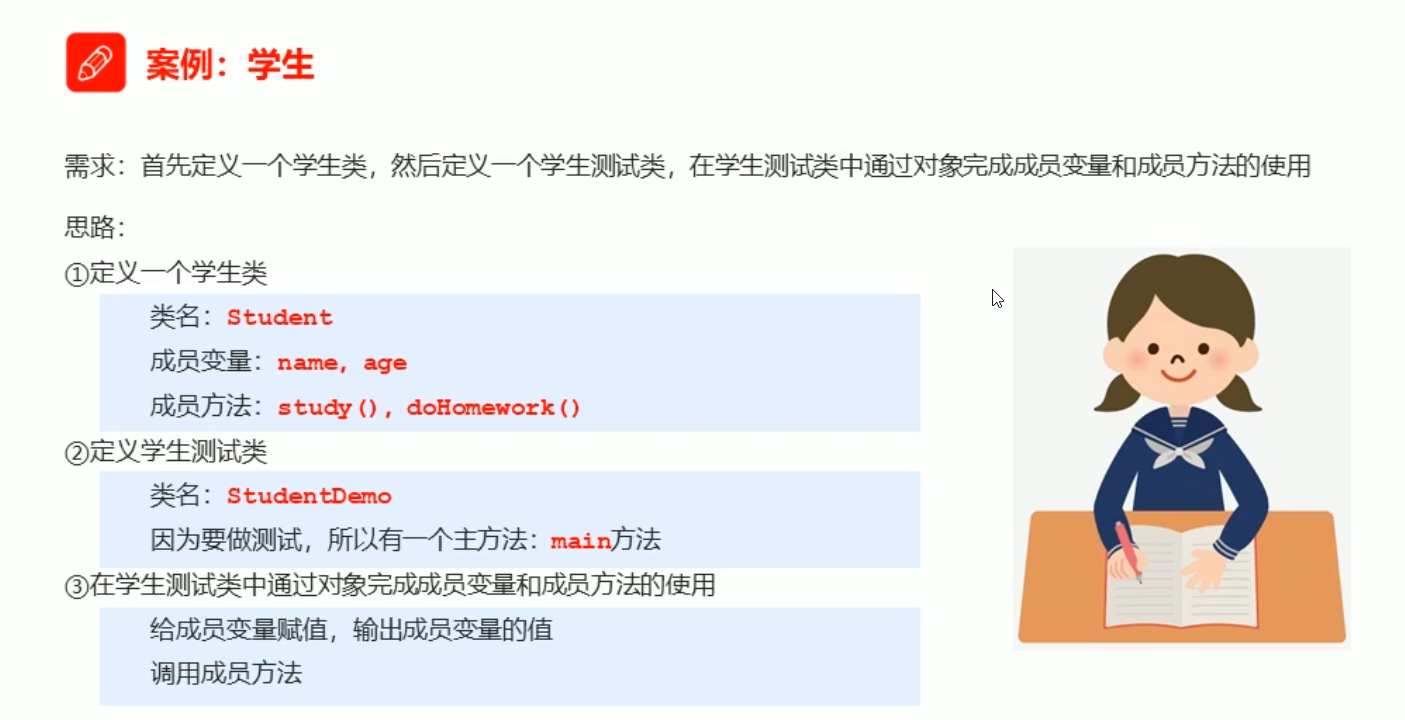 案例：学生
需求：首先定义一个学生类，然后定义一个学生测试类，在学生测试类中通过对象完成成员变量和成员方法的使用
思路：
①定义一个学生类
类名：Student
成员变量：name，age
成员方法：study()，doHomework()
②定义学生测试类
类名：StudentDemo
因为要做测试，所以有一个主方法：main方法
③在学生测试类中通过对象完成成员变量和成员方法的使用
给成员变量赋值，输出成员变量的值
调用成员方法